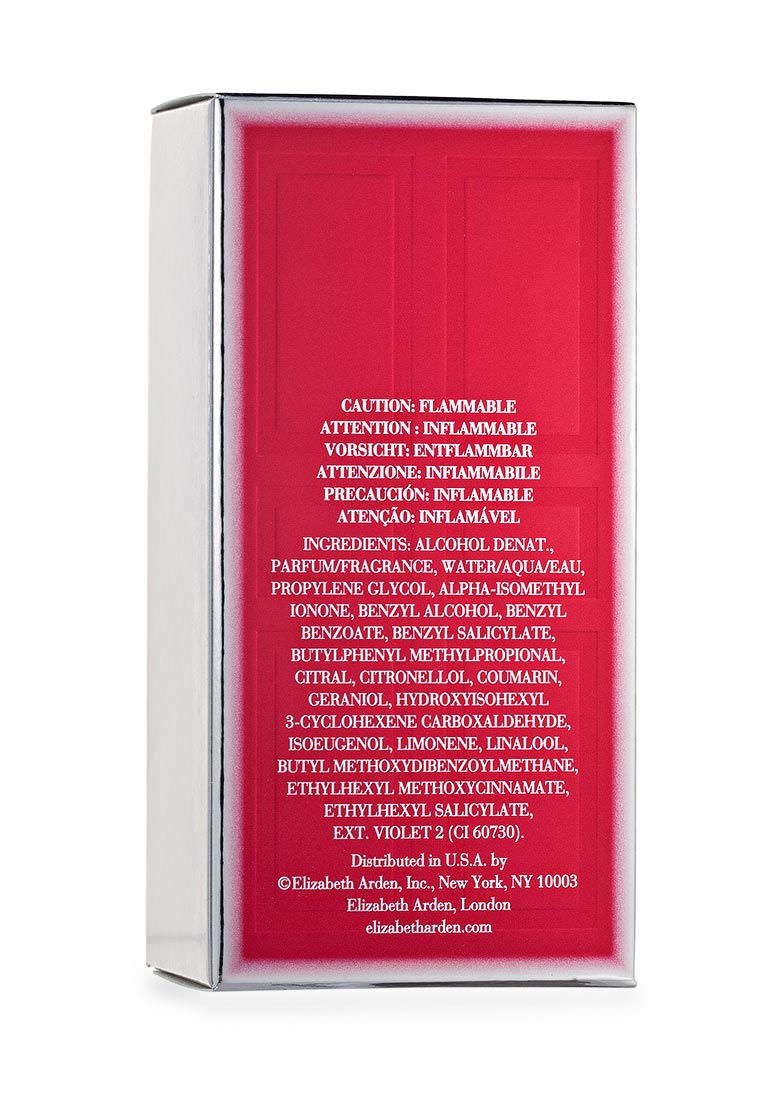 CAUTION: FLAMMABLE
ATTENTION : INFLAMMABLE
VORSICHT: ENTFLAMMBAR
ATTENZIONE: INFIAMMABILE
PRECAUCIÓN: INFLAMABLE
ATENÇÃO: INFLAMÁVEL
INGREDIENTS: ALCOHOL DENAT.,
PARFUM/FRAGRANCE, WATER/AQUA/EAU,
PROPYLENE GLYCOL, ALPHA-ISOMETHYL
IONONE, BENZYL ALCOHOL, BENZYL
BENZOATE, BENZYL SALICYLATE,
BUTYLPHENYL METHYLPROPIONAL,
CITRAL, CITRONELLOL, COUMARIN,
GERANIOL, HYDROXYISOHEXYL
3-CYCLOHEXENE CARBOXALDEHYDE,
ISOEUGENOL, LIMONENE, LINALOOL,
BUTYL METHOXYDIBENZOYLMETHANE,
ETHYLHEXYL METHOXYCINNAMATE,
ETHYLHEXYL SALICYLATE,
EXT. VIOLET 2 (CI 60730).
Distributed in U.S.A. by
©Elizabeth Arden, Inc., New York, NY 10003
Elizabeth Arden, London
elizabetharden.com